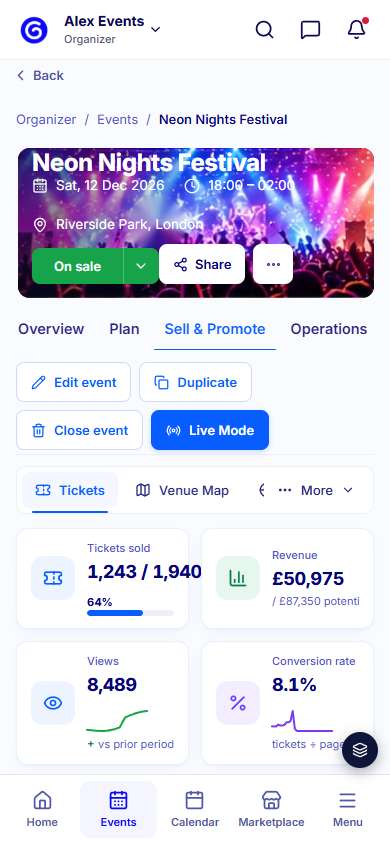 Alex Events
Organizer
Back
Organizer / Events / Neon Nights Festival
Neon Nights Festival
Sat, 12 Dec 2026 18:00 – 02:00
Riverside Park, London
On sale Share
Overview Plan Sell & Promote Operations
Edit event Duplicate
Close event Live Mode
Tickets Venue Map More
Tickets sold
1,243 / 1,940
64%
Revenue
£50,975
/ £87,350 potenti
Views
8,489
+ vs prior period
Conversion rate
8.1%
tickets ÷ page
Home Events Calendar Marketplace Menu